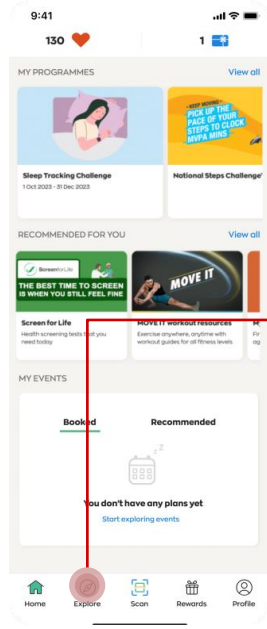 9:41
130 1
MY PROGRAMMES View all
- KEEP MOVING -
PICK UP THE
PACE OF YOUR
STEPS TO CLOCK
MVPA MINS
Sleep Tracking Challenge
1 Oct 2023 - 31 Dec 2023
National Steps Challenge
RECOMMENDED FOR YOU View all
ScreenforLife
THE BEST TIME TO SCREEN
IS WHEN YOU STILL FEEL FINE
MOVE IT
Screen for Life
Health screening tests that you
need today
MOVE IT workout resources
Exercise anywhere, anytime with
workout guides for all fitness levels
MY EVENTS
Booked Recommended
z Z
You don't have any plans yet
Start exploring events
Home Explore Scan Rewards Profile